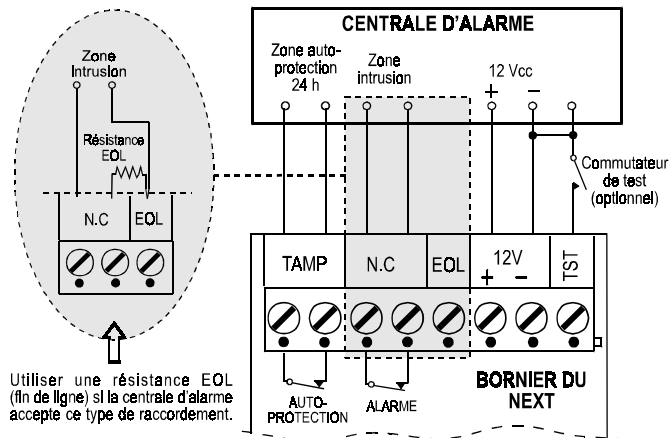 CENTRALE D'ALARME
Zone
Intrusion
Zone auto-
protection
24 h
Zone
intrusion
12 Vcc
+
−
Résistance
EOL
N.C
EOL
Commutateur
de test
(optionnel)
TAMP
N.C
EOL
12V
+
−
TST
Utiliser une résistance EOL
(fin de ligne) si la centrale d'alarme
accepte ce type de raccordement.
AUTO-
PROTECTION
ALARME
BORNIER DU
NEXT